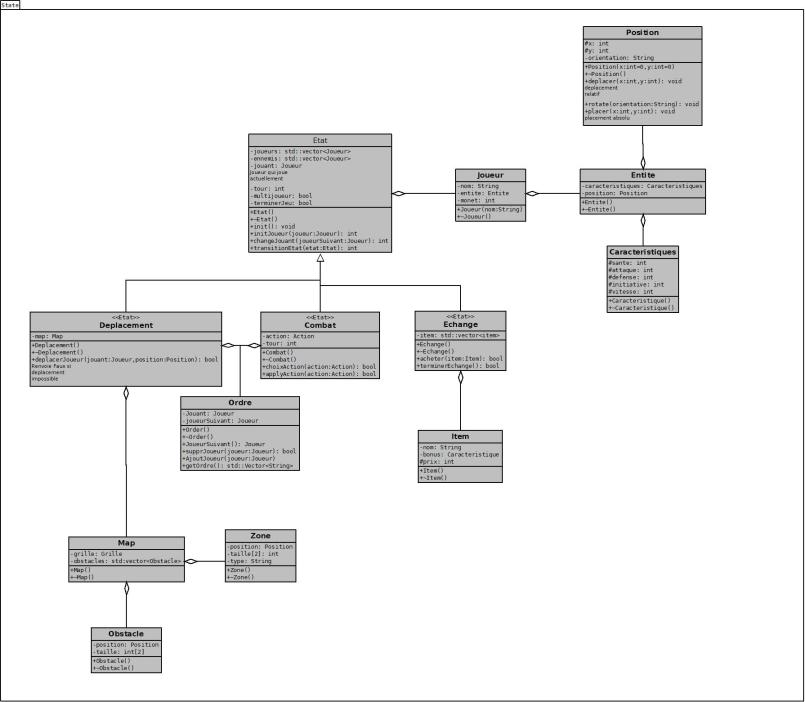 State
Position
#x: int
#y: int
-orientation: String
+Position(x:int=0,y:int=0)
+~Position()
+deplacer(x:int,y:int): void
deplacement
relatif
+rotate(orientation:String): void
+placer(x:int,y:int): void
placement absolu
Etat
-joueurs: std::vector<Joueur>
-ennemis: std::vector<Joueur>
-jouant: Joueur
joueur qui joue
actuellement
-tour: int
-multijoueur: bool
-terminerJeu: bool
+Etat()
+~Etat()
+init(): void
+initJoueur(joueur:Joueur): int
+changeJouant(joueurSuivant:Joueur): int
+transitionEtat(etat:Etat): int
Joueur
-nom: String
-entite: Entite
-monet: int
+Joueur(nom:String)
+~Joueur()
Entite
-caracteristiques: Caracteristiques
-position: Position
+Entite()
+~Entite()
Caracteristiques
#sante: int
#attaque: int
#defense: int
#initiative: int
#vitesse: int
+Caracteristique()
+~Caracteristique()
<<Etat>>
Deplacement
-map: Map
+Deplacement()
+~Deplacement()
+deplacerJoueur(jouant:Joueur,position:Position): bool
Renvoie Faux si
deplacement
impossible
<<Etat>>
Combat
-action: Action
-tour: int
+Combat()
+~Combat()
+choixAction(action:Action): bool
+applyAction(action:Action): bool
<<Etat>>
Echange
-item: std::vector<item>
+Echange()
+~Echange()
+acheter(item:Item): bool
+terminerEchange(): bool
Ordre
-Jouant: Joueur
-joueurSuivant: Joueur
+Order()
+~Order()
+JoueurSuivant(): Joueur
+supprJoueur(joueur:Joueur): bool
+AjoutJoueur(joueur:Joueur)
+getOrdre(): std::Vector<String>
Item
-nom: String
-bonus: Caracteristique
#prix: int
+Item()
+~Item()
Map
-grille: Grille
-obstacles: std:vector<Obstacle>
+Map()
+~Map()
Zone
-position: Position
-taille[2]: int
-type: String
+Zone()
+~Zone()
Obstacle
-position: Position
-taille: int[2]
+Obstacle()
+~Obstacle()